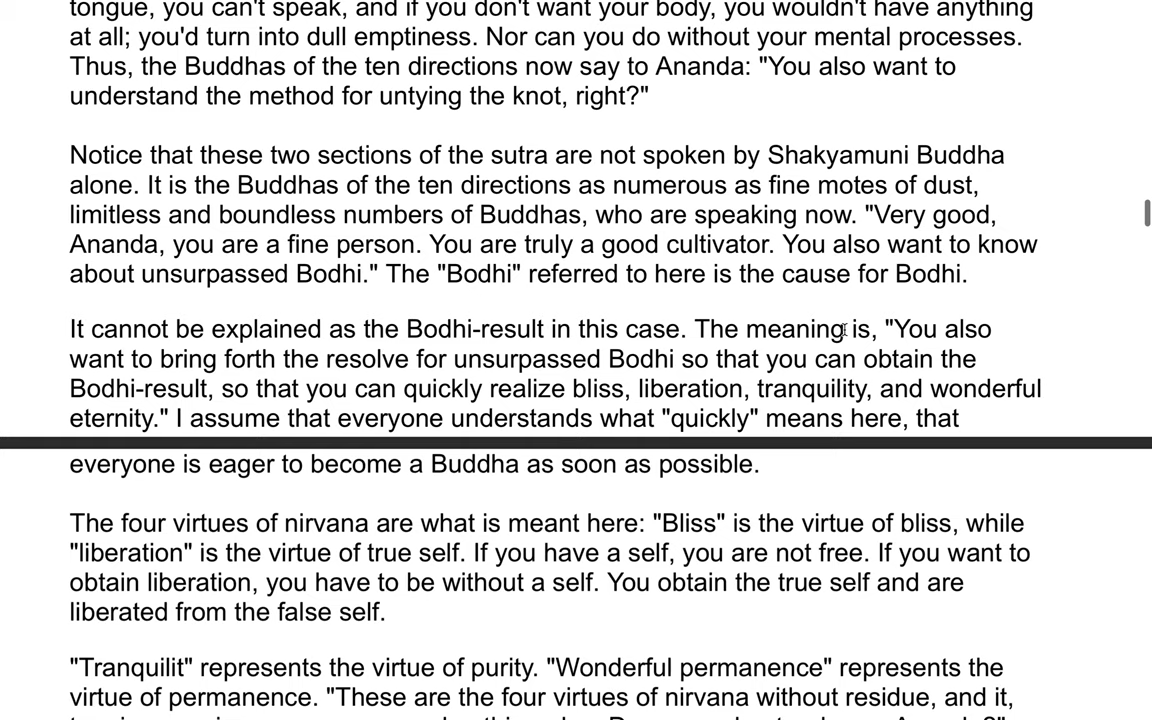 tongue, you can't speak, and if you don't want your body, you wouldn't have anything
at all; you'd turn into dull emptiness. Nor can you do without your mental processes.
Thus, the Buddhas of the ten directions now say to Ananda: "You also want to
understand the method for untying the knot, right?"
Notice that these two sections of the sutra are not spoken by Shakyamuni Buddha
alone. It is the Buddhas of the ten directions as numerous as fine motes of dust,
limitless and boundless numbers of Buddhas, who are speaking now. "Very good,
Ananda, you are a fine person. You are truly a good cultivator. You also want to know
about unsurpassed Bodhi." The "Bodhi" referred to here is the cause for Bodhi.
It cannot be explained as the Bodhi-result in this case. The meaning is, "You also
want to bring forth the resolve for unsurpassed Bodhi so that you can obtain the
Bodhi-result, so that you can quickly realize bliss, liberation, tranquility, and wonderful
eternity." I assume that everyone understands what "quickly" means here, that
everyone is eager to become a Buddha as soon as possible.
The four virtues of nirvana are what is meant here: "Bliss" is the virtue of bliss, while
"liberation" is the virtue of true self. If you have a self, you are not free. If you want to
obtain liberation, you have to be without a self. You obtain the true self and are
liberated from the false self.
"Tranquilit" represents the virtue of purity. "Wonderful permanence" represents the
virtue of permanence. "These are the four virtues of nirvana without residue, and it,